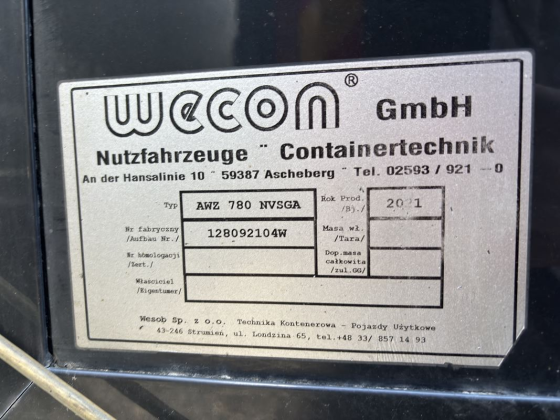 wecon® GmbH
Nutzfahrzeuge ¨ Containertechnik
An der Hansalinie 10 ¨ 59387 Ascheberg ¨ Tel. 02593 / 921 -0
Typ AWZ 780 NVSGA Rok Prod. /Bj./ 2021
Nr fabryczny /Aufbau Nr./ 128092104W Masa wł. /Tara/
Nr homologacji /Zert./ Dop.masa całkowita /zul.GG/
Właściciel /Eigentumer/
Wesob Sp. z o.o. Technika Kontenerowa - Pojazdy Użytkowe
43-246 Strumień, ul. Londzina 65, tel.+48 33/ 857 14 93